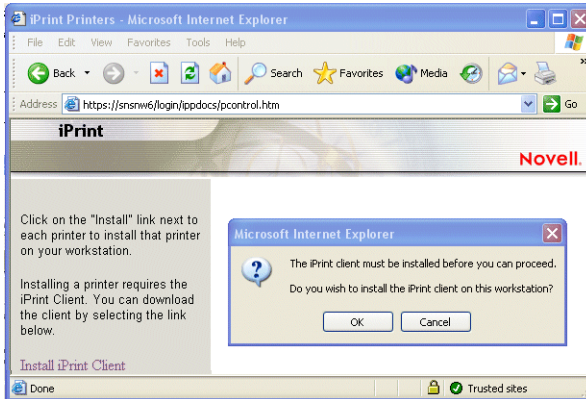 iPrint Printers - Microsoft Internet Explorer
File Edit View Favorites Tools Help
Back Search Favorites Media
Address https://snsnw6/login/ippdocs/pcontrol.htm Go
iPrint
Novell.
Click on the "Install" link next to
each printer to install that printer
on your workstation.
Installing a printer requires the
iPrint Client. You can download
the client by selecting the link
below.
Install iPrint Client
Microsoft Internet Explorer
The iPrint client must be installed before you can proceed.
Do you wish to install the iPrint client on this workstation?
OK Cancel
Done Trusted sites